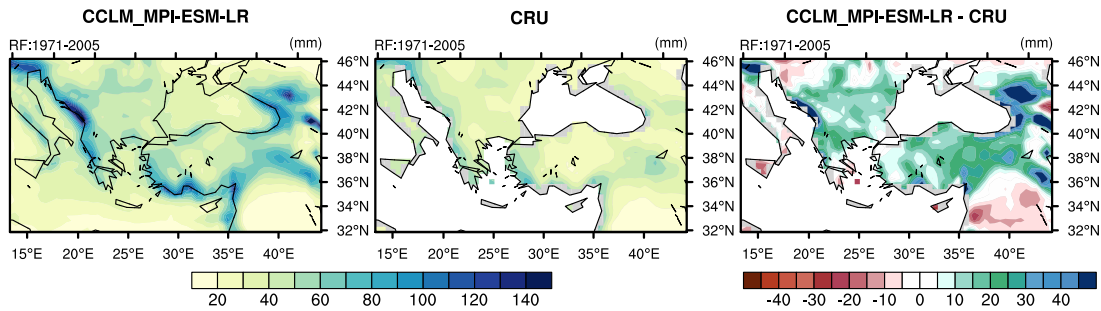 CCLM_MPI-ESM-LR
RF:1971-2005 (mm)
46°N
44°N
42°N
40°N
38°N
36°N
34°N
32°N
15°E 20°E 25°E 30°E 35°E 40°E
CRU
RF:1971-2005 (mm)
46°N
44°N
42°N
40°N
38°N
36°N
34°N
32°N
15°E 20°E 25°E 30°E 35°E 40°E
20 40 60 80 100 120 140
CCLM_MPI-ESM-LR - CRU
RF:1971-2005 (mm)
46°N
44°N
42°N
40°N
38°N
36°N
34°N
32°N
15°E 20°E 25°E 30°E 35°E 40°E
-40 -30 -20 -10 0 10 20 30 40